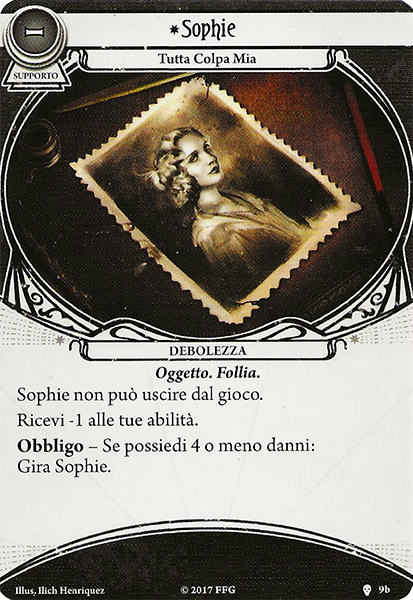 *Sophie
Tutta Colpa Mia
SUPPORTO
DEBOLEZZA
Oggetto. Follia.
Sophie non può uscire dal gioco.
Ricevi -1 alle tue abilità.
Obbligo – Se possiedi 4 o meno danni:
Gira Sophie.
Illus, Ilich Henriquez
© 2017 FFG
9b